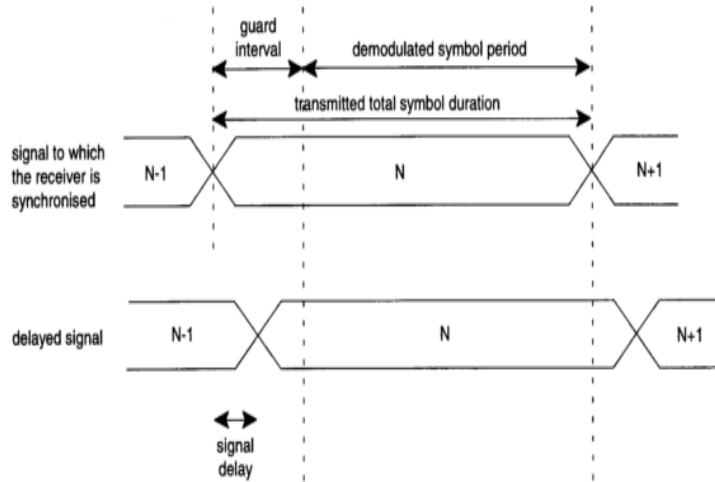 guard
interval
demodulated symbol period
transmitted total symbol duration
signal to which
the receiver is
synchronised
N-1
N
N+1
delayed signal
N-1
N
N+1
signal
delay